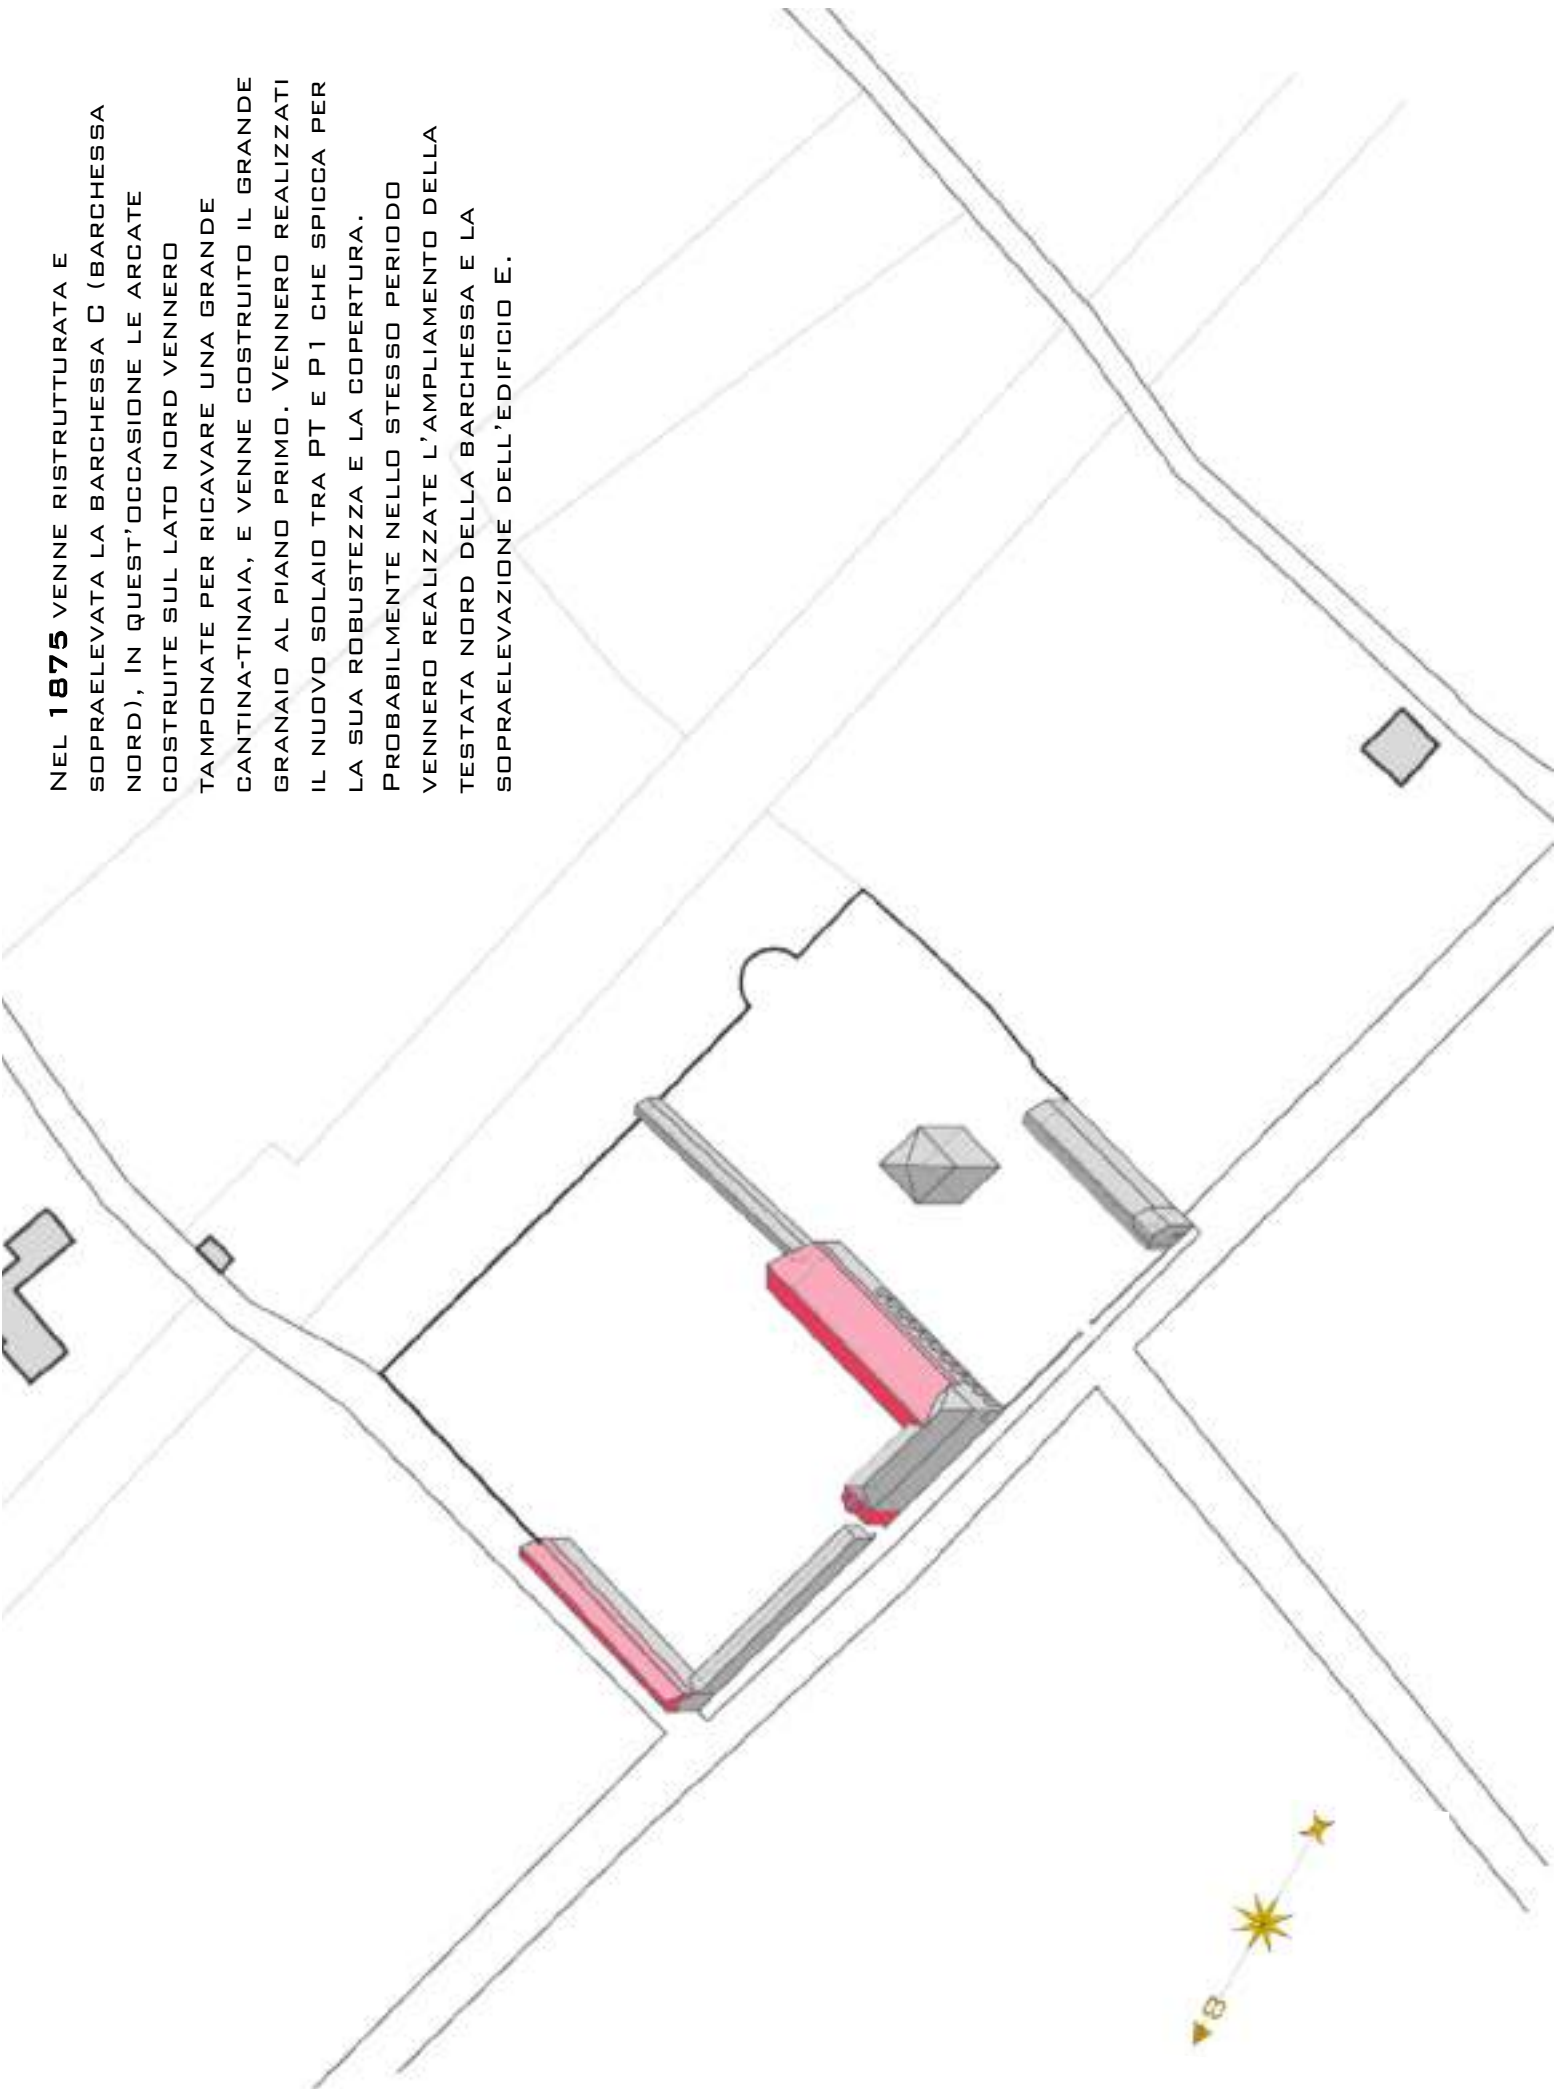 Nel 1875 venne ristrutturata e
sopraelevata la barchessa C (barchessa
nord), In quest'occasione le arcate
costruite sul lato nord vennero
tamponate per ricavare una grande
cantina-tinaia, e venne costruito il grande
granaio al piano primo. Vennero realizzati
il nuovo solaio tra PT e P1 che spicca per
la sua robustezza e la copertura.
Probabilmente nello stesso periodo
vennero realizzate l'ampliamento della
testata nord della barchessa e la
sopraelevazione dell'edificio E.